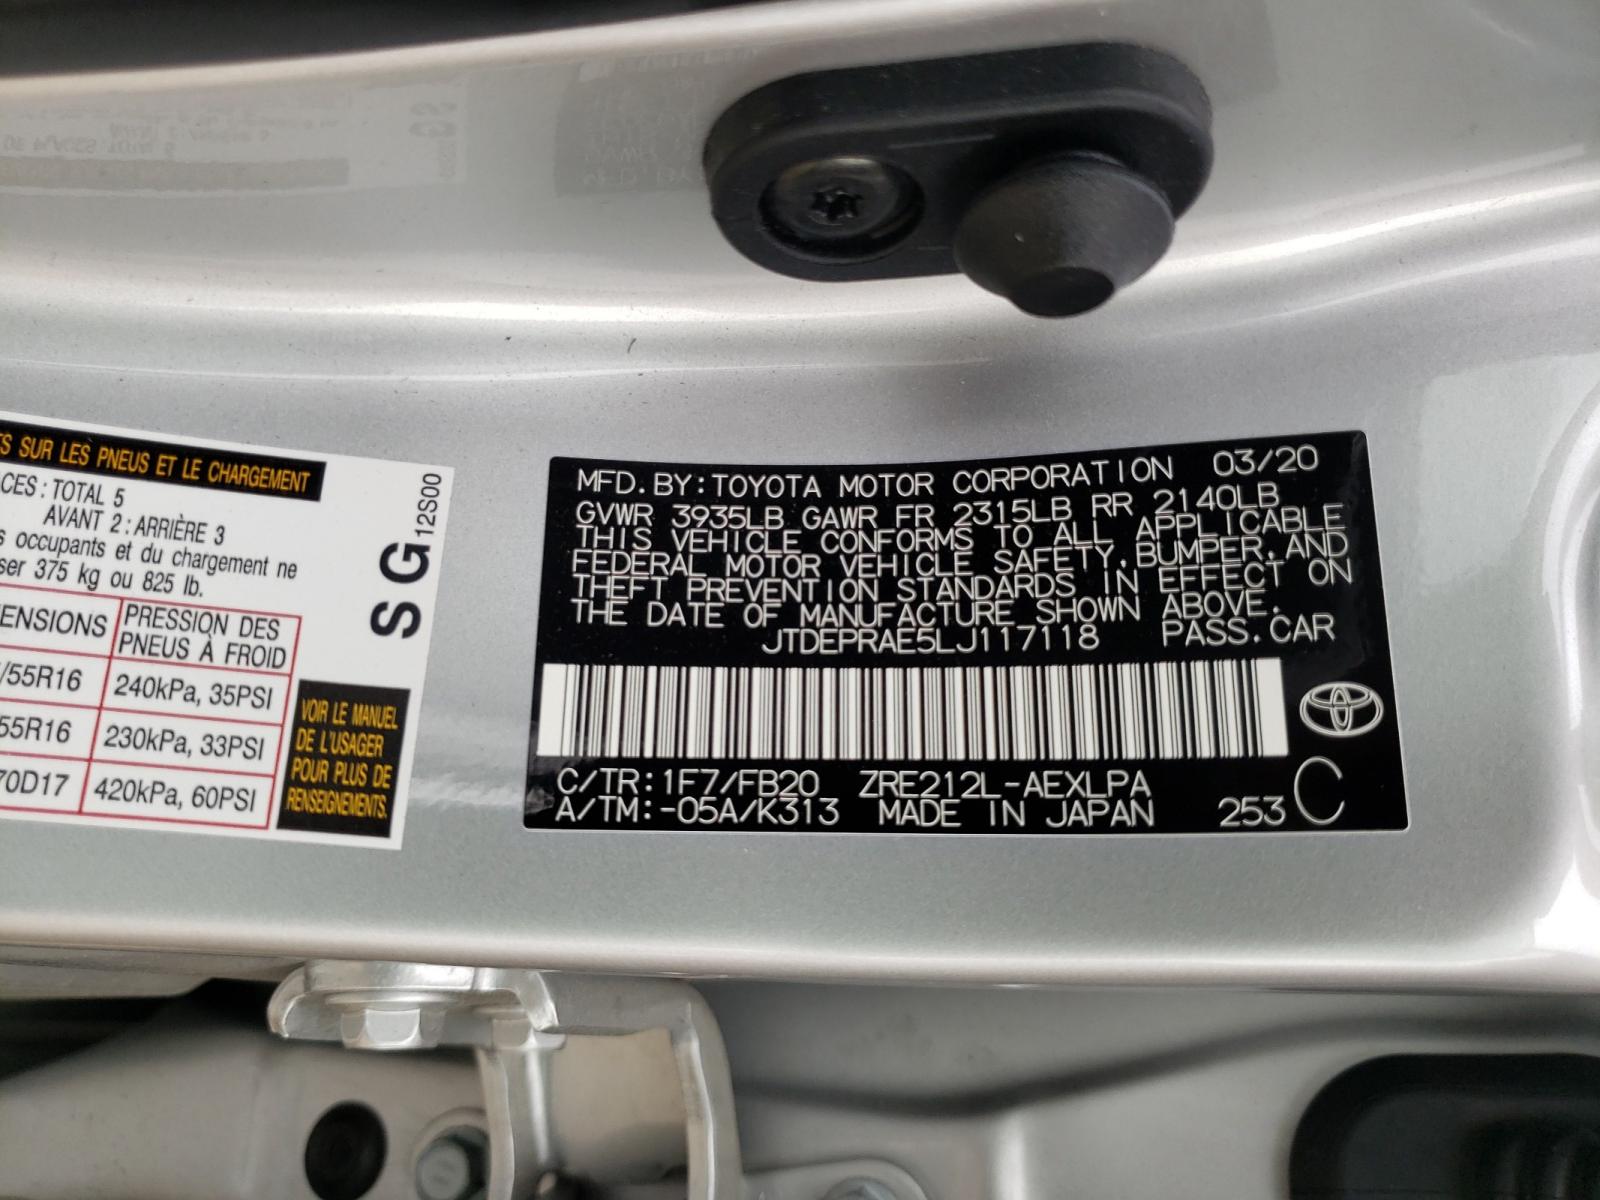 TS SUR LES PNEUS ET LE CHARGEMENT
ACES : TOTAL 5
AVANT 2 : ARRIÈRE 3
s occupants et du chargement ne
ser 375 kg ou 825 lb.
ENSIONS PRESSION DES PNEUS À FROID
/55R16 240kPa, 35PSI
55R16 230kPa, 33PSI
70D17 420kPa, 60PSI
SG 12S00
VOIR LE MANUEL
DE L'USAGER
POUR PLUS DE
RENSEIGNEMENTS.
MFD. BY: TOYOTA MOTOR CORPORATION 03/20
GVWR 3935LB GAWR FR 2315LB RR 2140LB
THIS VEHICLE CONFORMS TO ALL APPLICABLE
FEDERAL MOTOR VEHICLE SAFETY, BUMPER, AND
THEFT PREVENTION STANDARDS IN EFFECT ON
THE DATE OF MANUFACTURE SHOWN ABOVE.
JTDEPRAE5LJ117118 PASS. CAR
C/TR: 1F7/FB20 ZRE212L-AEXLPA
A/TM: -05A/K313 MADE IN JAPAN 253 C